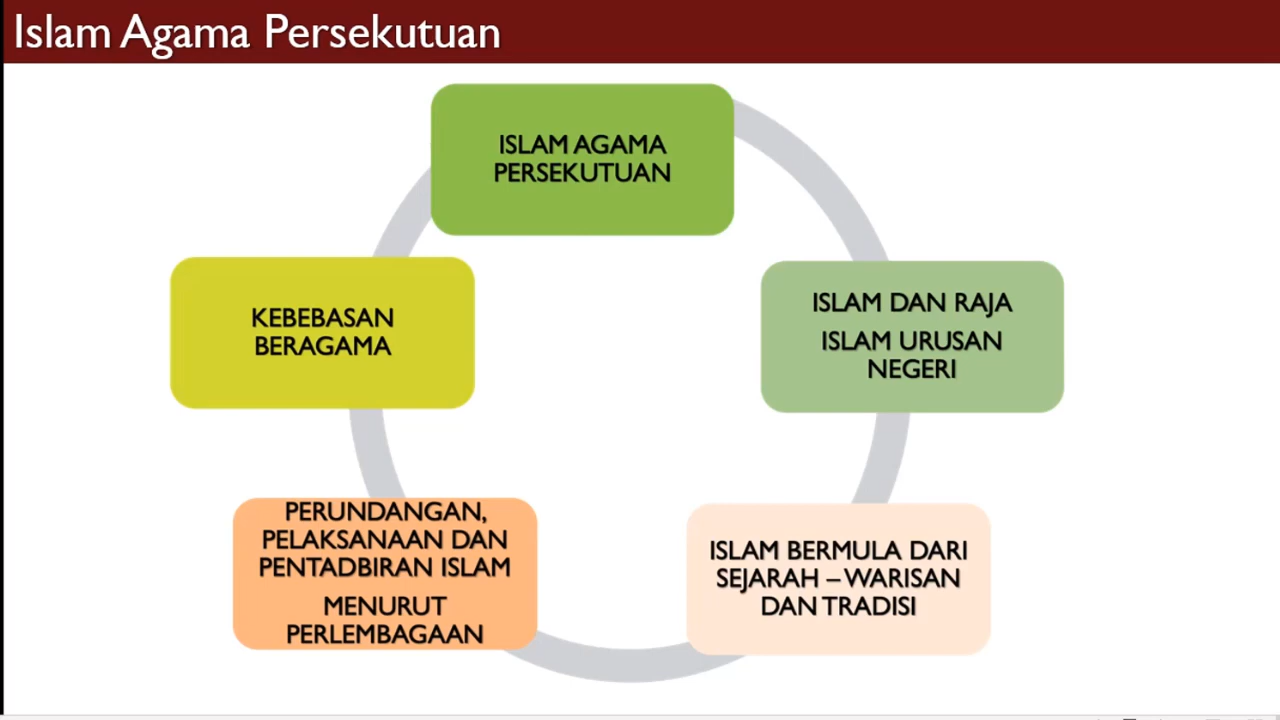 Islam Agama Persekutuan
ISLAM AGAMA
PERSEKUTUAN
ISLAM DAN RAJA
ISLAM URUSAN
NEGERI
ISLAM BERMULA DARI
SEJARAH – WARISAN
DAN TRADISI
PERUNDANGAN,
PELAKSANAAN DAN
PENTADBIRAN ISLAM
MENURUT
PERLEMBAGAAN
KEBEBASAN
BERAGAMA